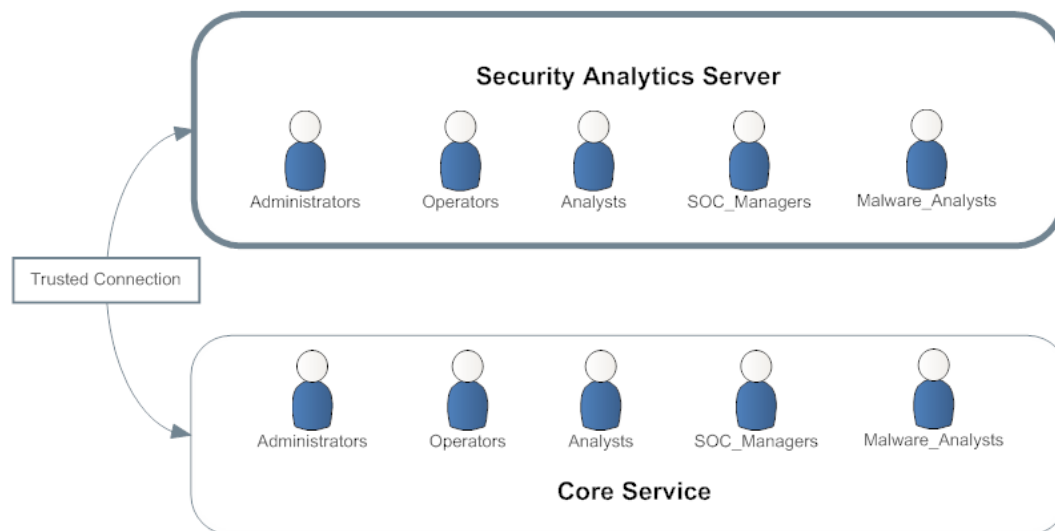 Security Analytics Server
Administrators Operators Analysts SOC_Managers Malware_Analysts
Trusted Connection
Administrators Operators Analysts SOC_Managers Malware_Analysts
Core Service